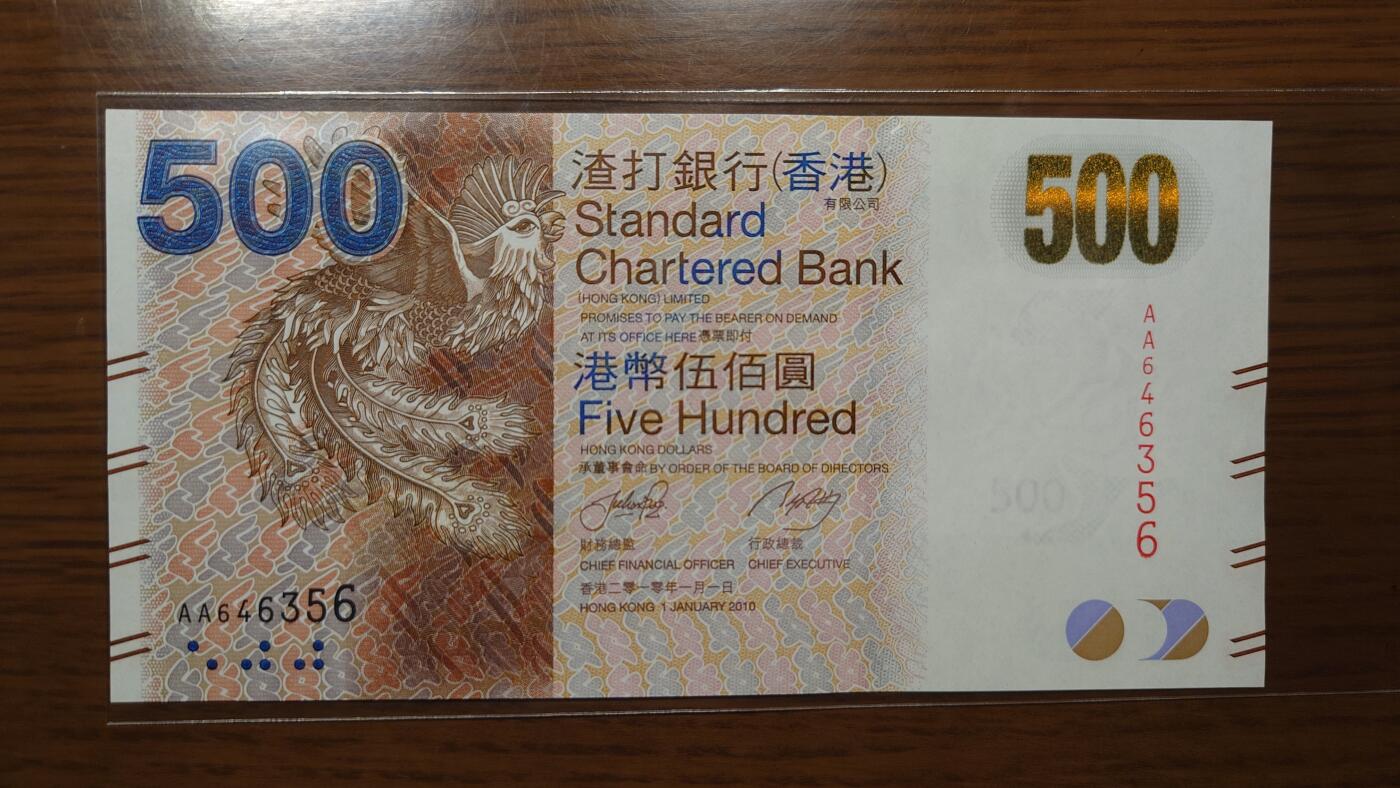 500
渣打銀行(香港)
有限公司
Standard
Chartered Bank
(HONG KONG) LIMITED
PROMISES TO PAY THE BEARER ON DEMAND
AT ITS OFFICE HERE 憑票即付
港幣伍佰圓
Five Hundred
HONG KONG DOLLARS
承董事會命 BY ORDER OF THE BOARD OF DIRECTORS
財務總監 行政總裁
CHIEF FINANCIAL OFFICER CHIEF EXECUTIVE
香港二零一零年一月一日
HONG KONG 1 JANUARY 2010
AA646356
500
AA646356
500